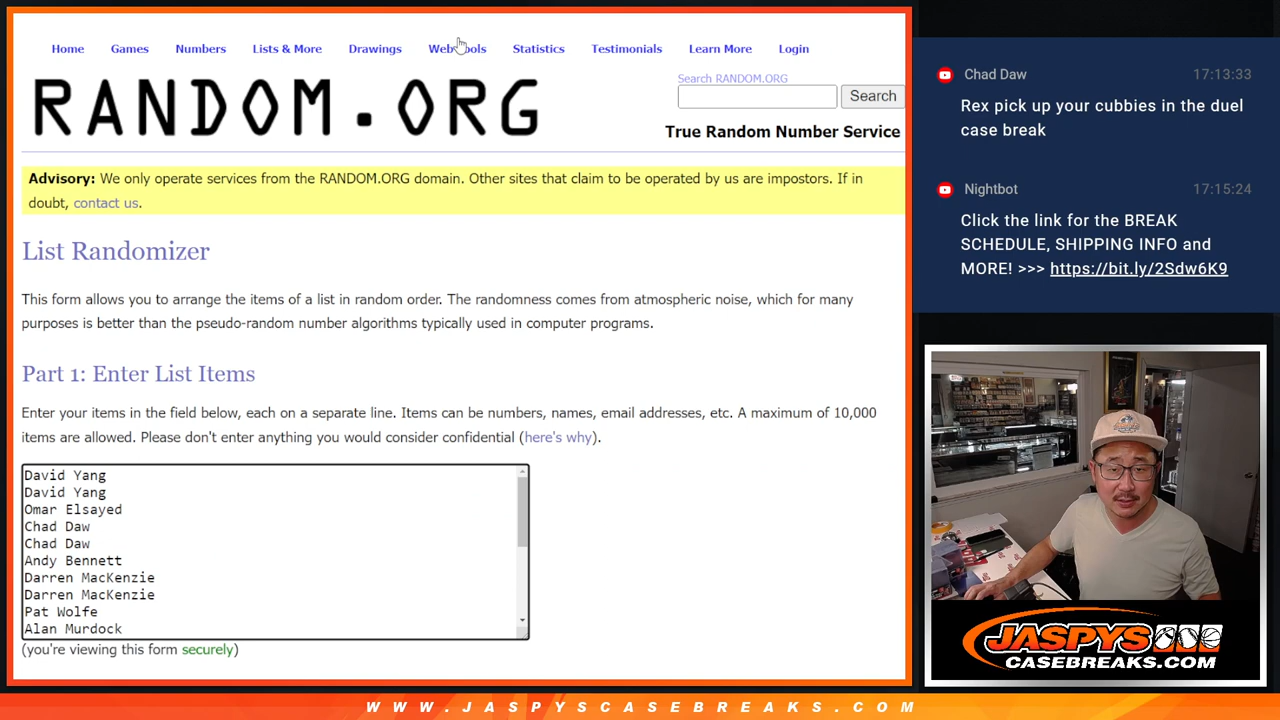 Home Games Numbers Lists & More Drawings Web Tools Statistics Testimonials Learn More Login
RANDOM.ORG
Search RANDOM.ORG
Search
True Random Number Service
Advisory: We only operate services from the RANDOM.ORG domain. Other sites that claim to be operated by us are impostors. If in
doubt, contact us.
List Randomizer
This form allows you to arrange the items of a list in random order. The randomness comes from atmospheric noise, which for many
purposes is better than the pseudo-random number algorithms typically used in computer programs.
Part 1: Enter List Items
Enter your items in the field below, each on a separate line. Items can be numbers, names, email addresses, etc. A maximum of 10,000
items are allowed. Please don't enter anything you would consider confidential (here's why).
David Yang
David Yang
Omar Elsayed
Chad Daw
Chad Daw
Andy Bennett
Darren MacKenzie
Darren MacKenzie
Pat Wolfe
Alan Murdock
(you're viewing this form securely)
Chad Daw 17:13:33
Rex pick up your cubbies in the duel
case break
Nightbot 17:15:24
Click the link for the BREAK
SCHEDULE, SHIPPING INFO and
MORE! >>> https://bit.ly/2Sdw6K9
JASPYS
CASEBREAKS.COM
WWW.JASPYSCASEBREAKS.COM